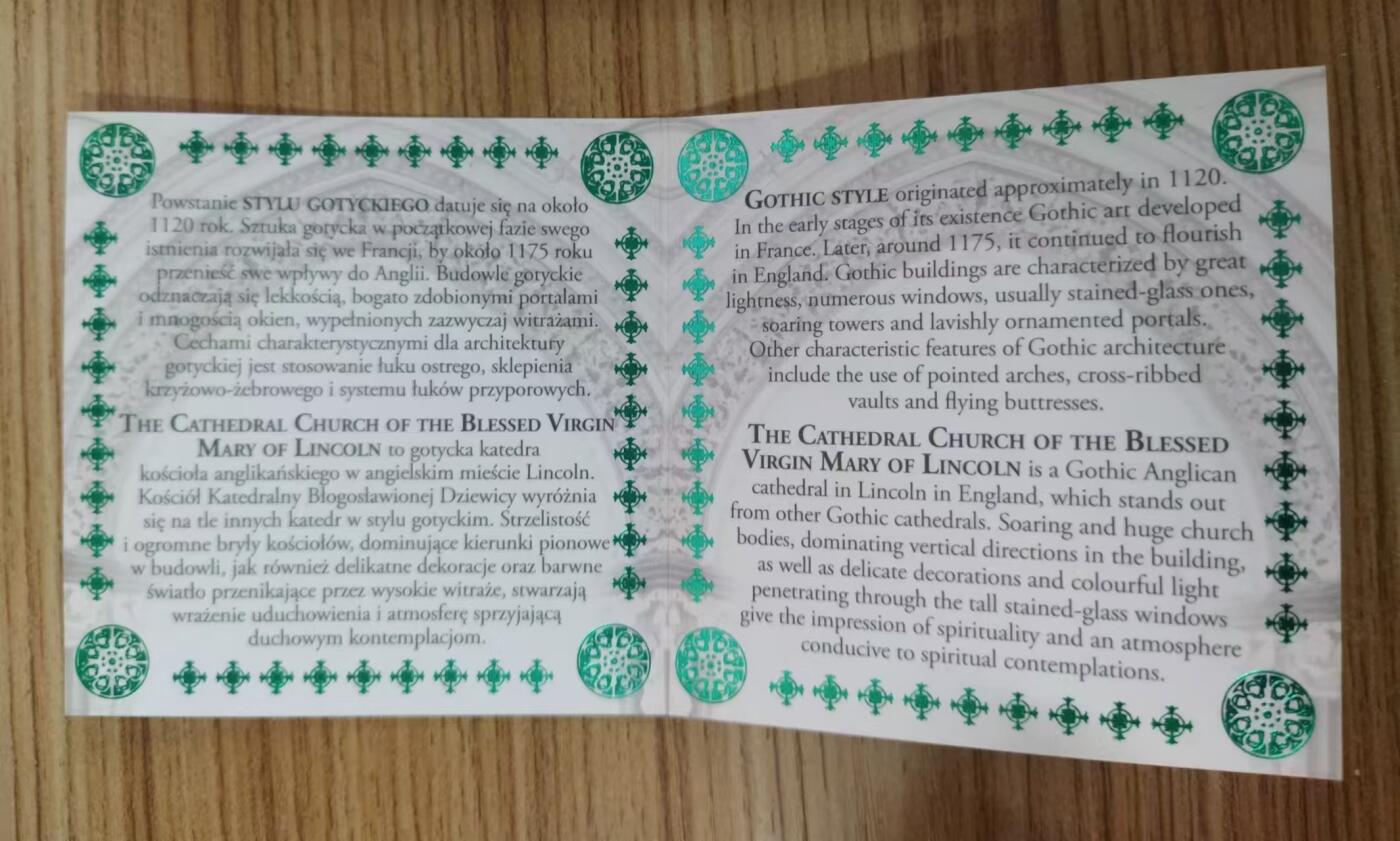 Powstanie STYLU GOTYCKIEGO datuje się na około
1120 rok. Sztuka gotycka w początkowej fazie swego
istnienia rozwijała się we Francji, by około 1175 roku
przenieść swe wpływy do Anglii. Budowle gotyckie
odznaczają się lekkością, bogato zdobionymi portalami
i mnogością okien, wypełnionych zazwyczaj witrażami.
Cechami charakterystycznymi dla architektury
gotyckiej jest stosowanie łuku ostrego, sklepienia
krzyżowo-żebrowego i systemu łuków przyporowych.
THE CATHEDRAL CHURCH OF THE BLESSED VIRGIN
MARY OF LINCOLN to gotycka katedra
kościoła anglikańskiego w angielskim mieście Lincoln.
Kościół Katedralny Błogosławionej Dziewicy wyróżnia
się na tle innych katedr w stylu gotyckim. Strzelistość
i ogromne bryły kościołów, dominujące kierunki pionowe
w budowli, jak również delikatne dekoracje oraz barwne
światło przenikające przez wysokie witraże, stwarzają
wrażenie uduchowienia i atmosferę sprzyjającą
duchowym kontemplacjom.
GOTHIC STYLE originated approximately in 1120.
In the early stages of its existence Gothic art developed
in France. Later, around 1175, it continued to flourish
in England. Gothic buildings are characterized by great
lightness, numerous windows, usually stained-glass ones,
soaring towers and lavishly ornamented portals.
Other characteristic features of Gothic architecture
include the use of pointed arches, cross-ribbed
vaults and flying buttresses.
THE CATHEDRAL CHURCH OF THE BLESSED
VIRGIN MARY OF LINCOLN is a Gothic Anglican
cathedral in Lincoln in England, which stands out
from other Gothic cathedrals. Soaring and huge church
bodies, dominating vertical directions in the building,
as well as delicate decorations and colourful light
penetrating through the tall stained-glass windows
give the impression of spirituality and an atmosphere
conducive to spiritual contemplations.